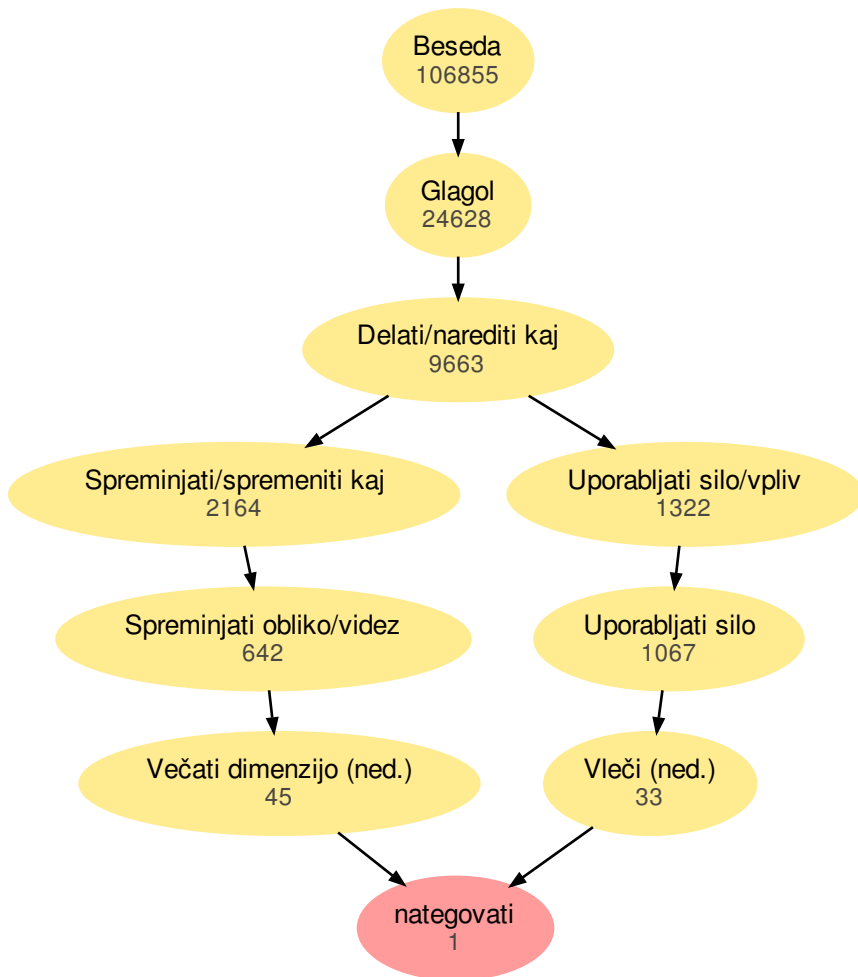 Beseda
106855
Glagol
24628
Delati/narediti kaj
9663
Spreminjati/spremeniti kaj
2164
Uporabljati silo/vpliv
1322
Spreminjati obliko/videz
642
Uporabljati silo
1067
Večati dimenzijo (ned.)
45
Vleči (ned.)
33
nategovati
1